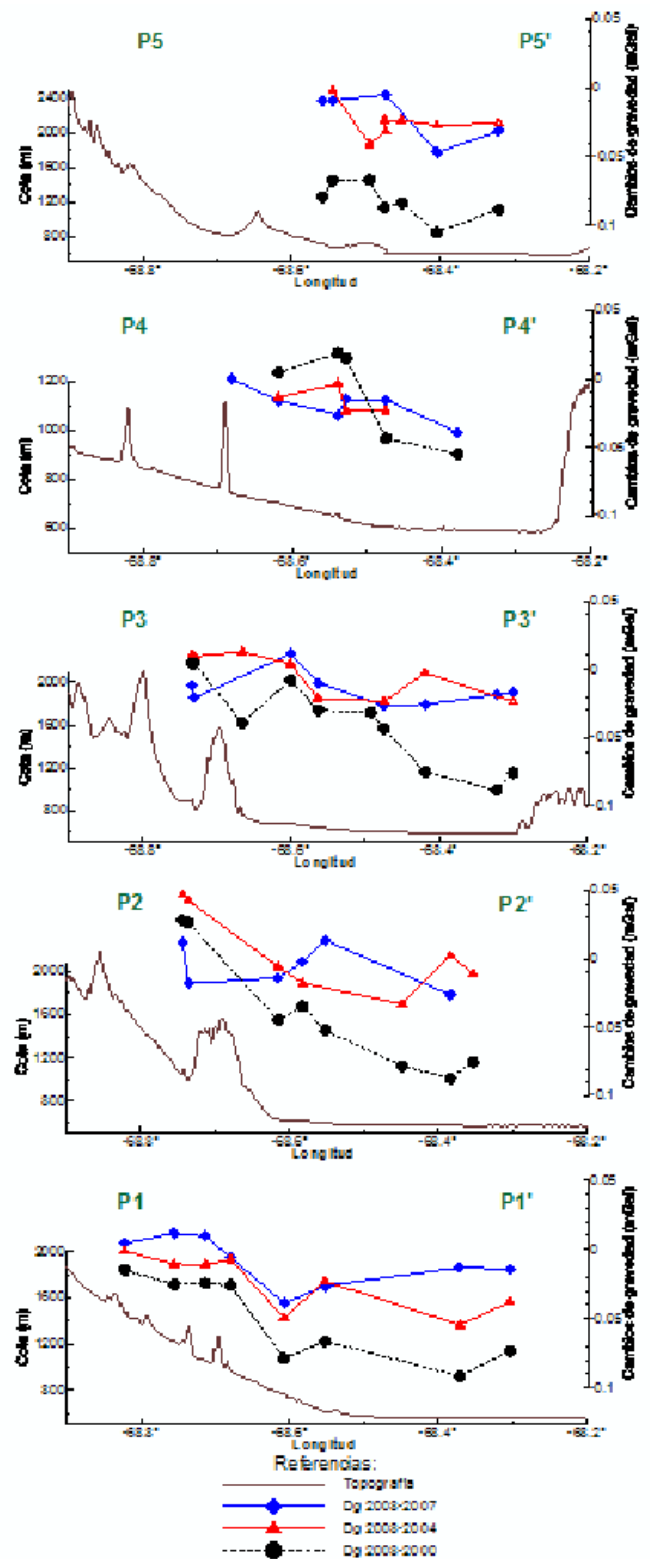 P5 P5'
0.05
0
0.05
0.1
2400
2000
1600
1200
800
Cota (m)
Cambios de gravedad (mGal)
-68.8° -68.6° -68.4° -68.2°
Longitud
P4 P4'
0.05
0
0.05
0.1
1200
1000
800
600
Cota (m)
Cambios de gravedad (mGal)
-68.8° -68.6° -68.4° -68.2°
Longitud
P3 P3'
0.05
0
0.05
0.1
2000
1600
1200
800
Cota (m)
Cambios de gravedad (mGal)
-68.8° -68.6° -68.4° -68.2°
Longitud
P2 P2'
0.05
0
0.05
0.1
2000
1600
1200
800
Cota (m)
Cambios de gravedad (mGal)
-68.8° -68.6° -68.4° -68.2°
Longitud
P1 P1'
0.05
0
0.05
0.1
2000
1600
1200
800
Cota (m)
Cambios de gravedad (mGal)
-68.8° -68.6° -68.4° -68.2°
Longitud
Referencias:
Topografía
Dg 2008-2007
Dg 2008-2004
Dg 2008-2000